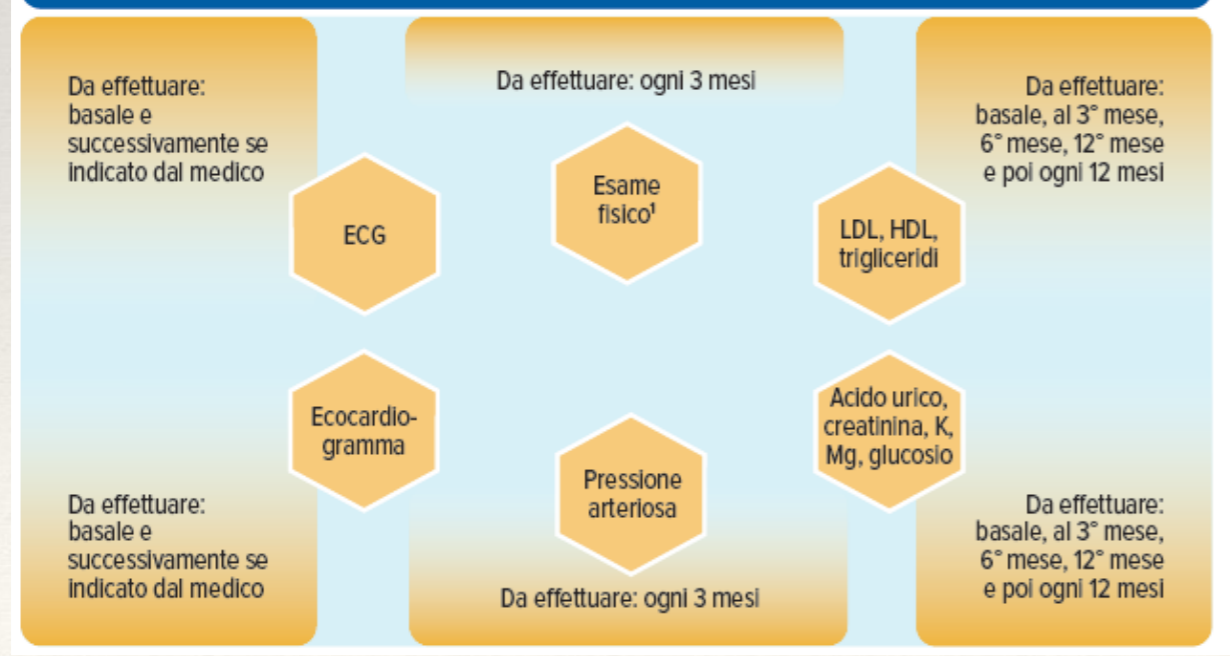 Da effettuare:
basale e
successivamente se
indicato dal medico
ECG
Da effettuare: ogni 3 mesi
Esame
fisico¹
Da effettuare:
basale, al 3° mese,
6° mese, 12° mese
e poi ogni 12 mesi
LDL, HDL,
trigliceridi
Ecocardio-
gramma
Da effettuare:
basale e
successivamente se
indicato dal medico
Pressione
arteriosa
Da effettuare: ogni 3 mesi
Acido urico,
creatinina, K,
Mg, glucosio
Da effettuare:
basale, al 3° mese,
6° mese, 12° mese
e poi ogni 12 mesi